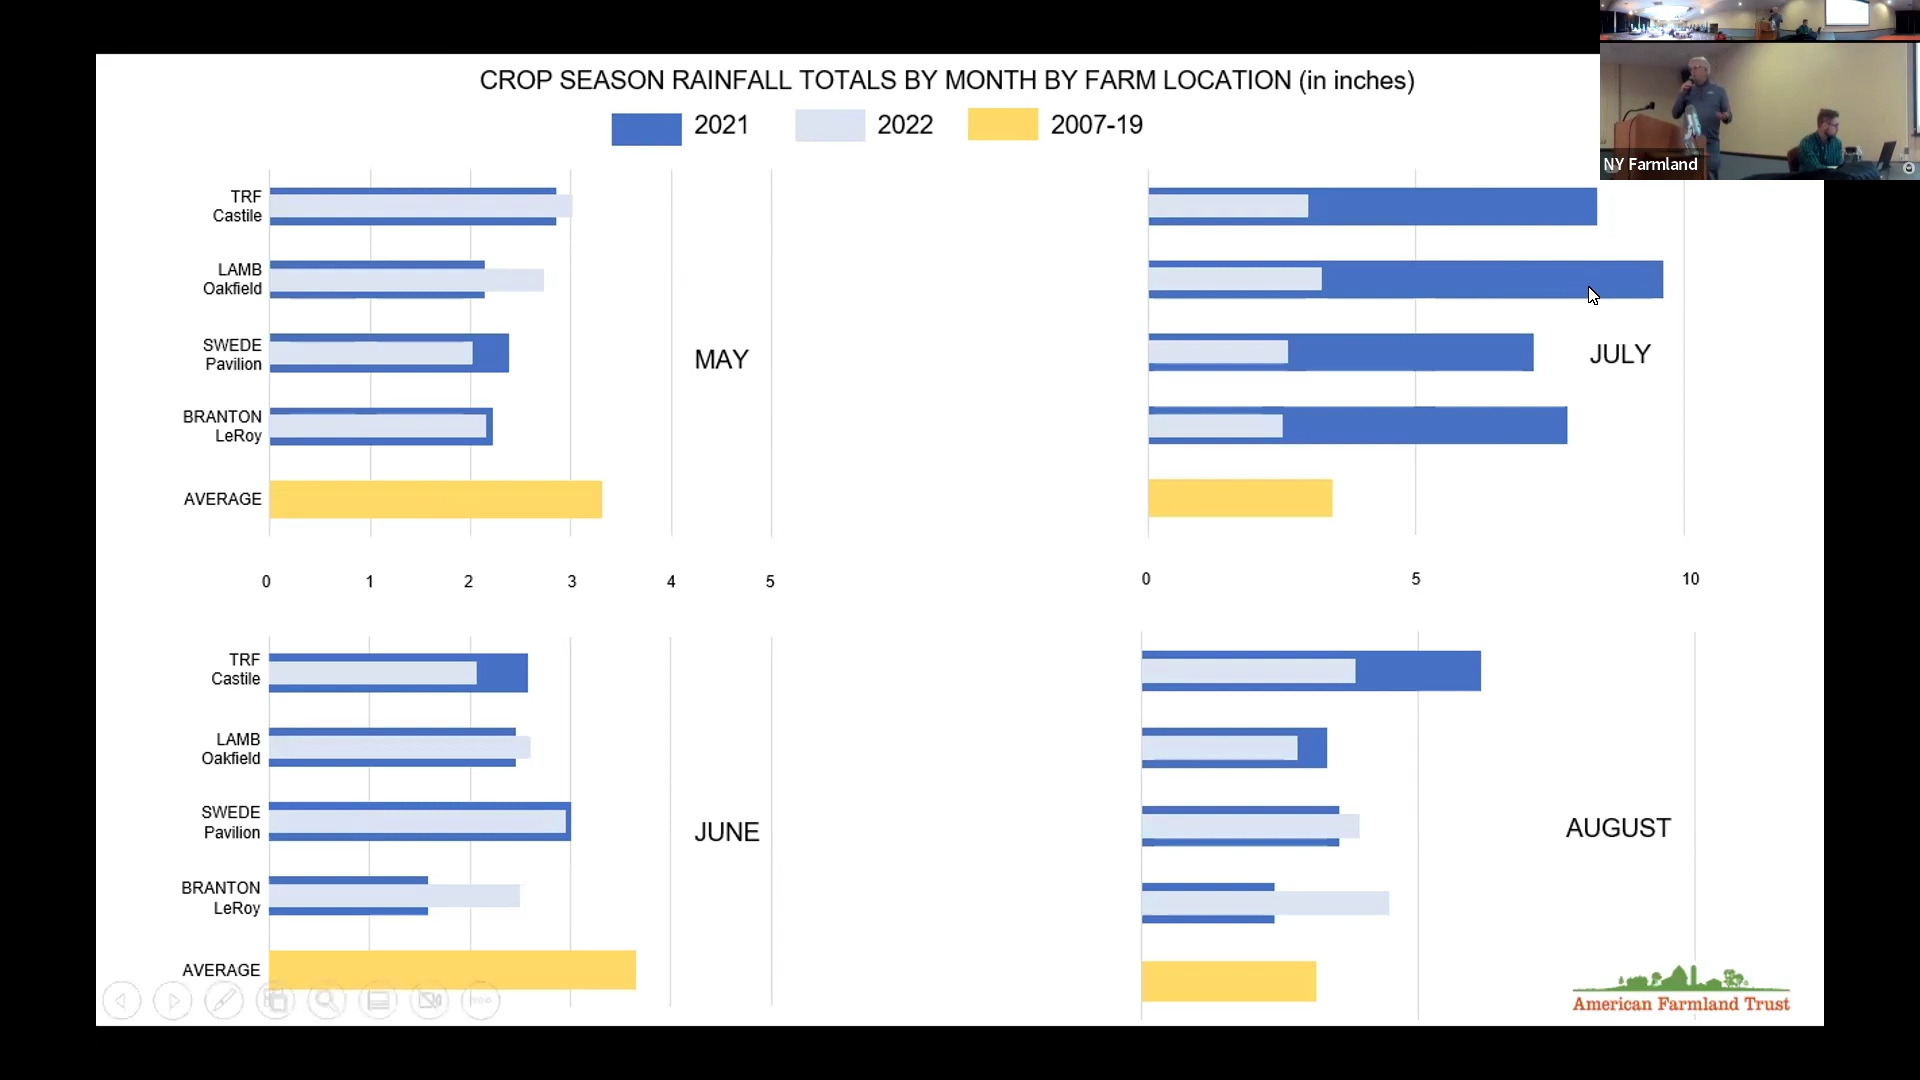 CROP SEASON RAINFALL TOTALS BY MONTH BY FARM LOCATION (in inches)
2021
2022
2007-19
NY Farmland
TRF
Castile
LAMB
Oakfield
SWEDE
Pavilion
BRANTON
LeRoy
AVERAGE
MAY
0 1 2 3 4 5
JULY
0 5 10
TRF
Castile
LAMB
Oakfield
SWEDE
Pavilion
BRANTON
LeRoy
AVERAGE
JUNE
AUGUST
American Farmland Trust